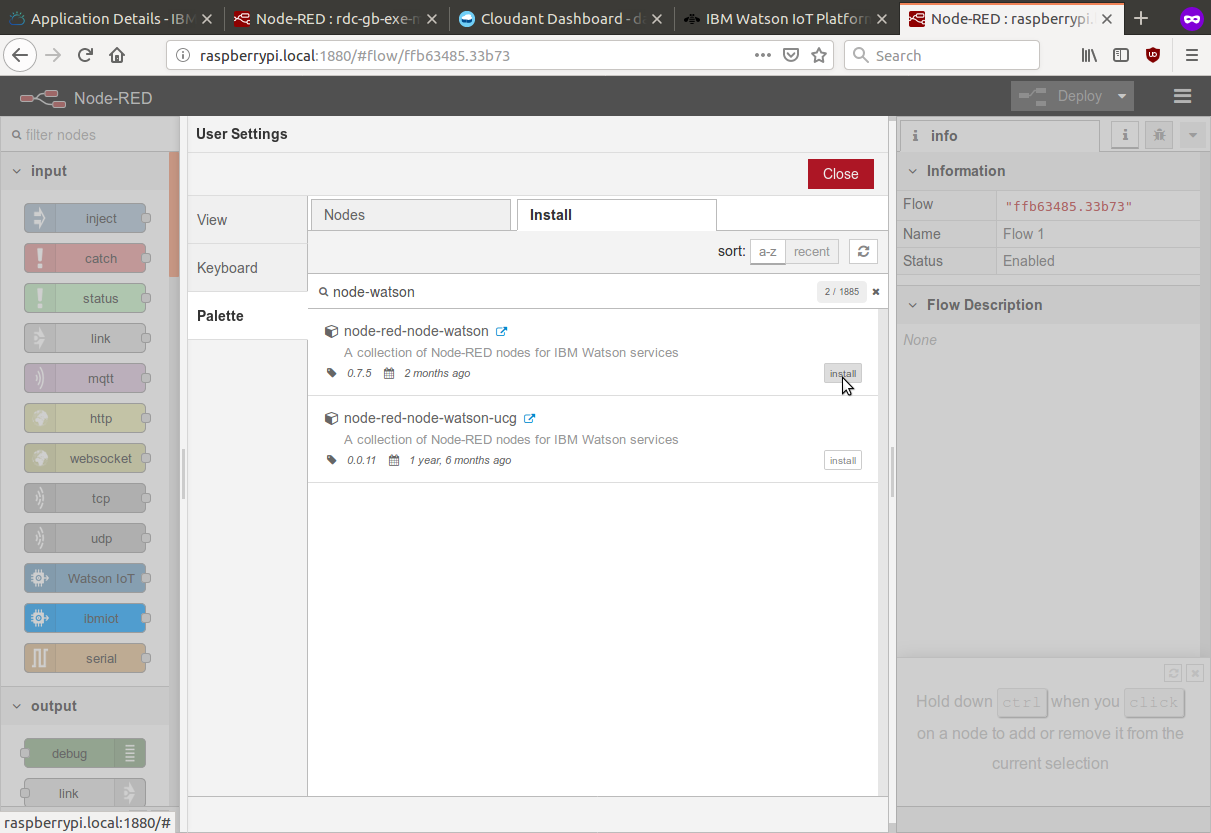 Application Details - IBM
Node-RED : rdc-gb-exe-n
Cloudant Dashboard - d
IBM Watson IoT Platfor
Node-RED : raspberrypi.
raspberrypi.local:1880/#flow/ffb63485.33b73
Search
Node-RED
Deploy
filter nodes
User Settings
info
input
Close
Information
View
Nodes
Install
Flow
"ffb63485.33b73"
inject
Name
Flow 1
sort:
a-z
recent
catch
Keyboard
Status
Enabled
status
node-watson
2 / 1885
Flow Description
Palette
link
node-red-node-watson
None
A collection of Node-RED nodes for IBM Watson services
mqtt
0.7.5
2 months ago
install
http
node-red-node-watson-ucg
A collection of Node-RED nodes for IBM Watson services
websocket
0.0.11
1 year, 6 months ago
install
tcp
udp
Watson IoT
ibmiot
serial
output
Hold down ctrl when you click
on a node to add or remove it from the
current selection
debug
link
raspberrypi.local:1880/#